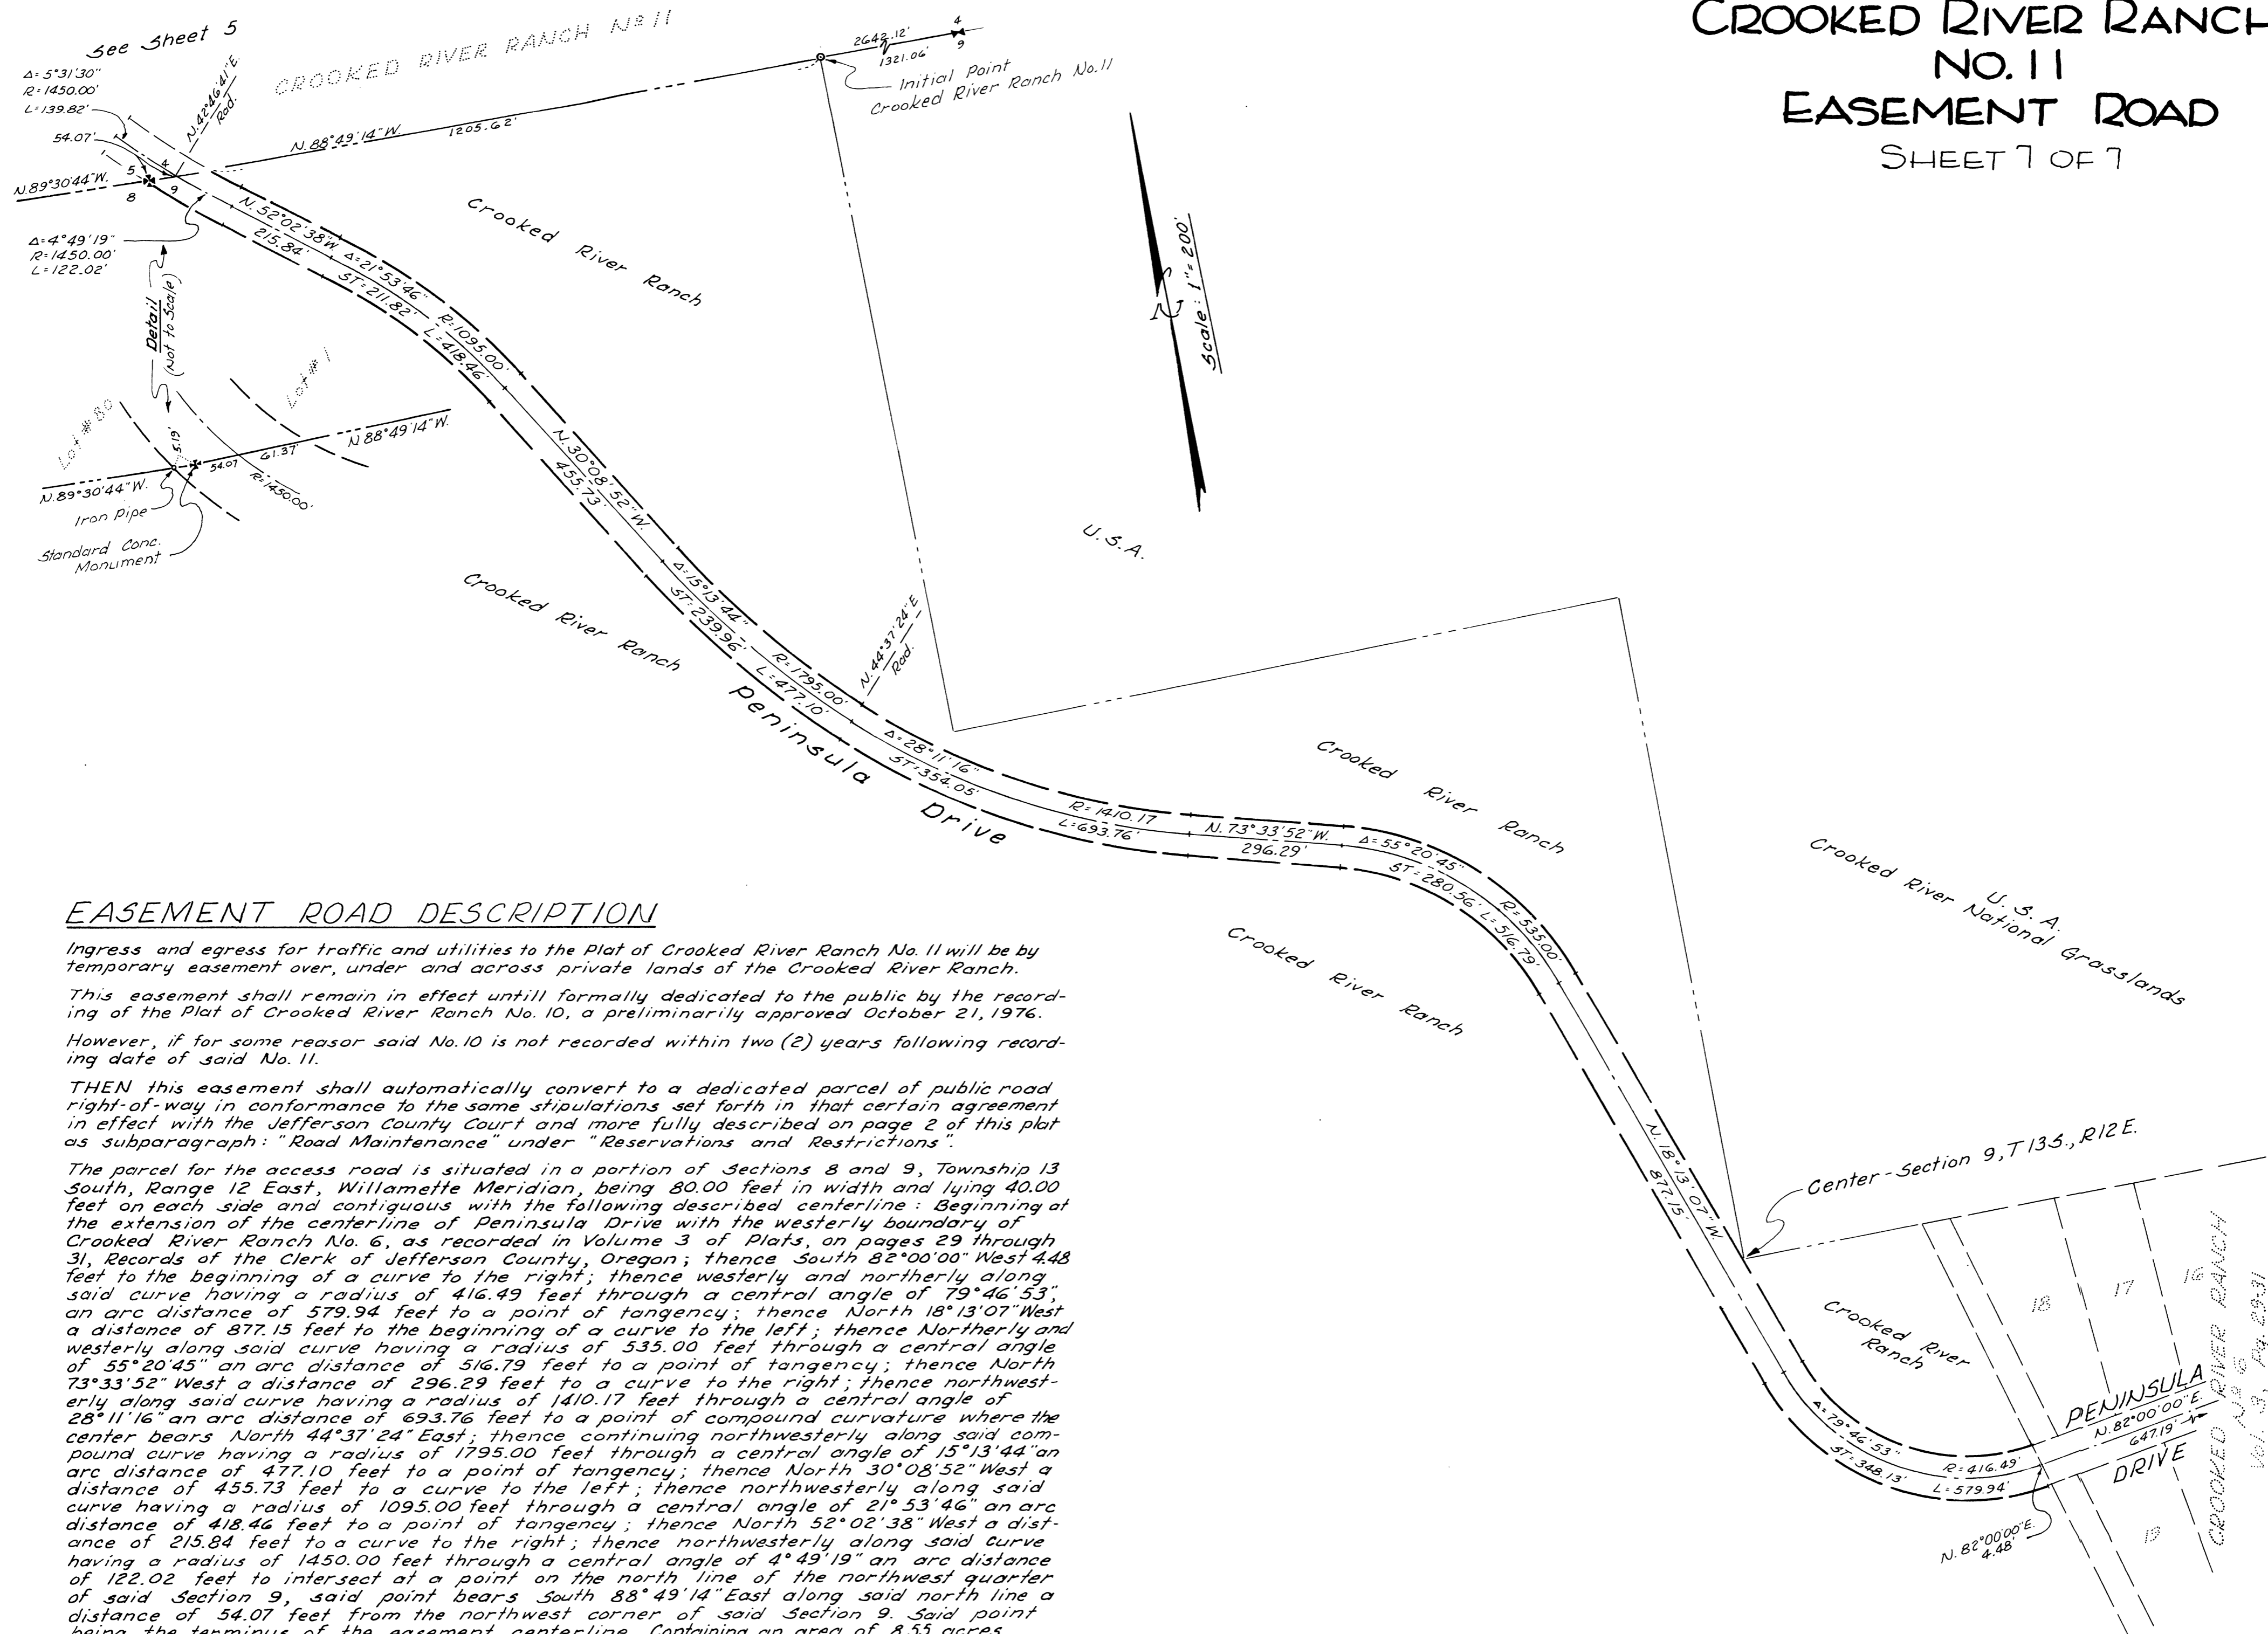 CROOKED RIVER RANCH
NO. 11
EASEMENT ROAD
SHEET 7 OF 7
See Sheet 5
Δ=5°31'30"
R=1450.00'
L=139.82'
54.07'
N.42°46'41"E.
Rad.
CROOKED RIVER RANCH Nº 11
2642.12'
1321.06'
4
9
Initial Point
Crooked River Ranch No.11
N.88°49'14"W.
1205.62'
N.89°30'44"W.
5
4
8
9
Δ=4°49'19"
R=1450.00'
L=122.02'
N.52°02'38"W.
215.84'
Δ=21°53'46"
ST=211.82'
R=1095.00'
L=418.46'
Crooked River Ranch
Detail
(Not to Scale)
Lot #80
Lot #1
5.19'
54.07
61.37'
N.88°49'14"W.
N.89°30'44"W.
R=1450.00'
Iron Pipe
Standard Conc.
Monument
N
Scale: 1"=200'
N.30°08'52"W.
455.73'
U.S.A.
Crooked River Ranch
Δ=15°13'44"
ST=239.96'
R=1795.00'
L=477.10'
N.44°37'24"E
Rad.
Peninsula Drive
Δ=28°11'16"
ST=354.05'
R=1410.17
L=693.76'
N.73°33'52"W.
296.29'
Δ=55°20'45"
ST=280.56'
R=535.00'
L=516.79'
Crooked River Ranch
Crooked River Ranch
U.S.A.
Crooked River National Grasslands
N.18°13'07"W.
877.15'
Center-Section 9, T13S., R12E.
Crooked River
Ranch
18
17
16
19
Δ=79°46'53"
ST=348.13'
R=416.49'
L=579.94'
PENINSULA
N.82°00'00"E.
647.19'
DRIVE
N.82°00'00"E.
4.48'
CROOKED RIVER RANCH
Nº 6
Vol. 3, Pg. 29-31
EASEMENT ROAD DESCRIPTION
Ingress and egress for traffic and utilities to the Plat of Crooked River Ranch No. 11 will be by
temporary easement over, under and across private lands of the Crooked River Ranch.
This easement shall remain in effect untill formally dedicated to the public by the record-
ing of the Plat of Crooked River Ranch No. 10, a preliminarily approved October 21, 1976.
However, if for some reasor said No.10 is not recorded within two (2) years following record-
ing date of said No. 11.
THEN this easement shall automatically convert to a dedicated parcel of public road
right-of-way in conformance to the same stipulations set forth in that certain agreement
in effect with the Jefferson County Court and more fully described on page 2 of this plat
as subparagraph: "Road Maintenance" under "Reservations and Restrictions".
The parcel for the access road is situated in a portion of Sections 8 and 9, Township 13
South, Range 12 East, Willamette Meridian, being 80.00 feet in width and lying 40.00
feet on each side and contiguous with the following described centerline: Beginning at
the extension of the centerline of Peninsula Drive with the westerly boundary of
Crooked River Ranch No. 6, as recorded in Volume 3 of Plats, on pages 29 through
31, Records of the Clerk of Jefferson County, Oregon; thence South 82°00'00" West 4.48
feet to the beginning of a curve to the right; thence westerly and northerly along
said curve having a radius of 416.49 feet through a central angle of 79°46'53",
an arc distance of 579.94 feet to a point of tangency; thence North 18°13'07" West
a distance of 877.15 feet to the beginning of a curve to the left; thence Northerly and
westerly along said curve having a radius of 535.00 feet through a central angle
of 55°20'45" an arc distance of 516.79 feet to a point of tangency; thence North
73°33'52" West a distance of 296.29 feet to a curve to the right; thence northwest-
erly along said curve having a radius of 1410.17 feet through a central angle of
28°11'16" an arc distance of 693.76 feet to a point of compound curvature where the
center bears North 44°37'24" East; thence continuing northwesterly along said com-
pound curve having a radius of 1795.00 feet through a central angle of 15°13'44" an
arc distance of 477.10 feet to a point of tangency; thence North 30°08'52" West a
distance of 455.73 feet to a curve to the left; thence northwesterly along said
curve having a radius of 1095.00 feet through a central angle of 21°53'46" an arc
distance of 418.46 feet to a point of tangency; thence North 52°02'38" West a dist-
ance of 215.84 feet to a curve to the right; thence northwesterly along said curve
having a radius of 1450.00 feet through a central angle of 4°49'19" an arc distance
of 122.02 feet to intersect at a point on the north line of the northwest quarter
of said Section 9, said point bears South 88°49'14" East along said north line a
distance of 54.07 feet from the northwest corner of said Section 9. Said point
being the terminus of the easement centerline. Containing an area of 8.55 acres